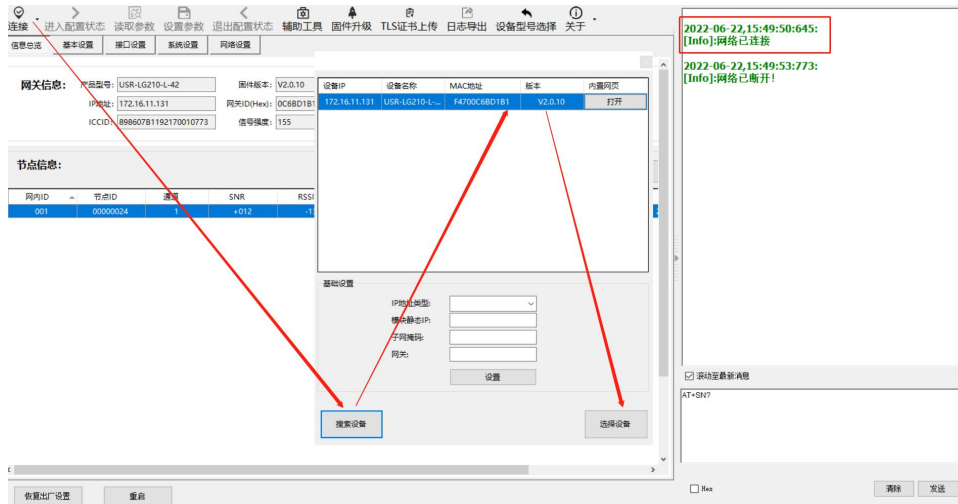 连接 进入配置状态 读取参数 设置参数 退出配置状态 辅助工具 固件升级 TLS证书上传 日志导出 设备型号选择 关于
信息总览 基本设置 接口设置 系统设置 网络设置
网关信息: 产品型号: USR-LG210-L-42 固件版本: V2.0.10
IP地址: 172.16.11.131 网关ID(Hex): 0C6BD1B1
ICCID: 898607B1192170010773 信号强度: 155
节点信息:
网内ID 节点ID 通道 SNR RSSI
001 00000024 1 +012
设备IP 设备名称 MAC地址 版本 内置网页
172.16.11.131 USR-LG210-L-... F4700C6BD1B1 V2.0.10 打开
基础设置
IP地址类型:
模块静态IP:
子网掩码:
网关:
设置
搜索设备 选择设备
恢复出厂设置 重启
2022-06-22,15:49:50:645:
[Info]:网络已连接
2022-06-22,15:49:53:773:
[Info]:网络已断开!
滚动至最新消息
AT+SN?
Hex 清除 发送